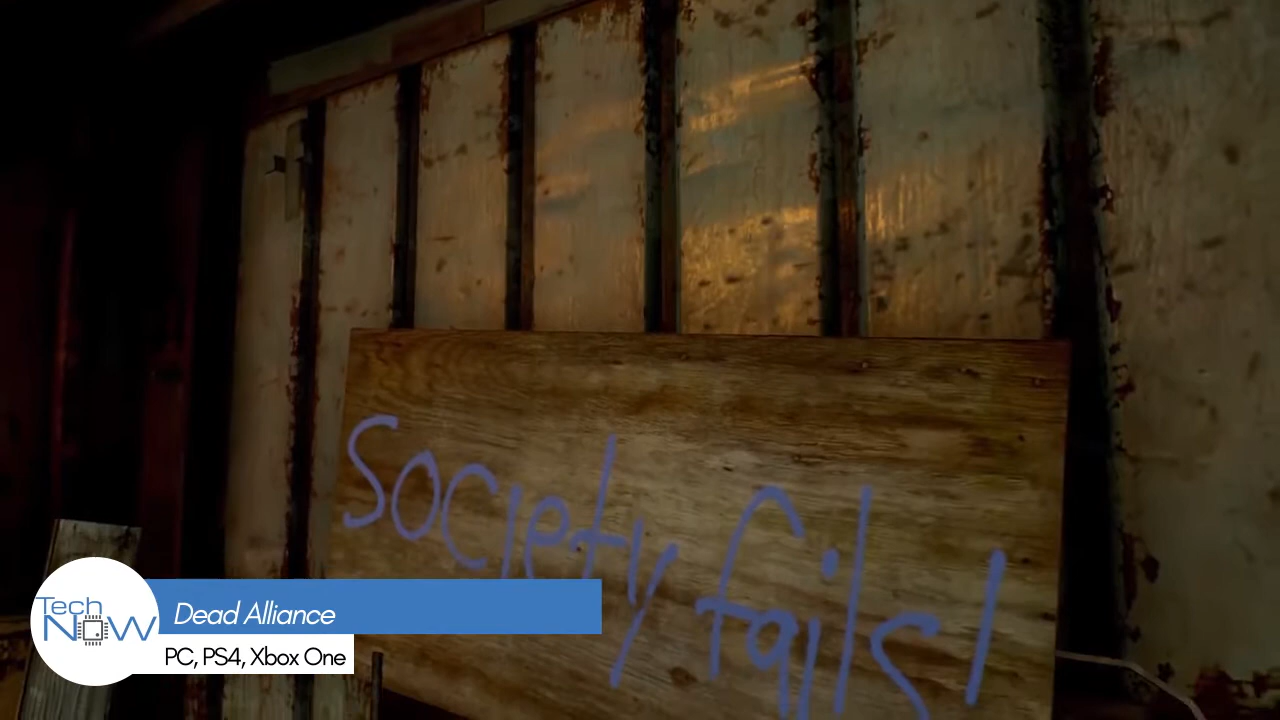 society fails!
Tech
NOW
Dead Alliance
PC, PS4, Xbox One